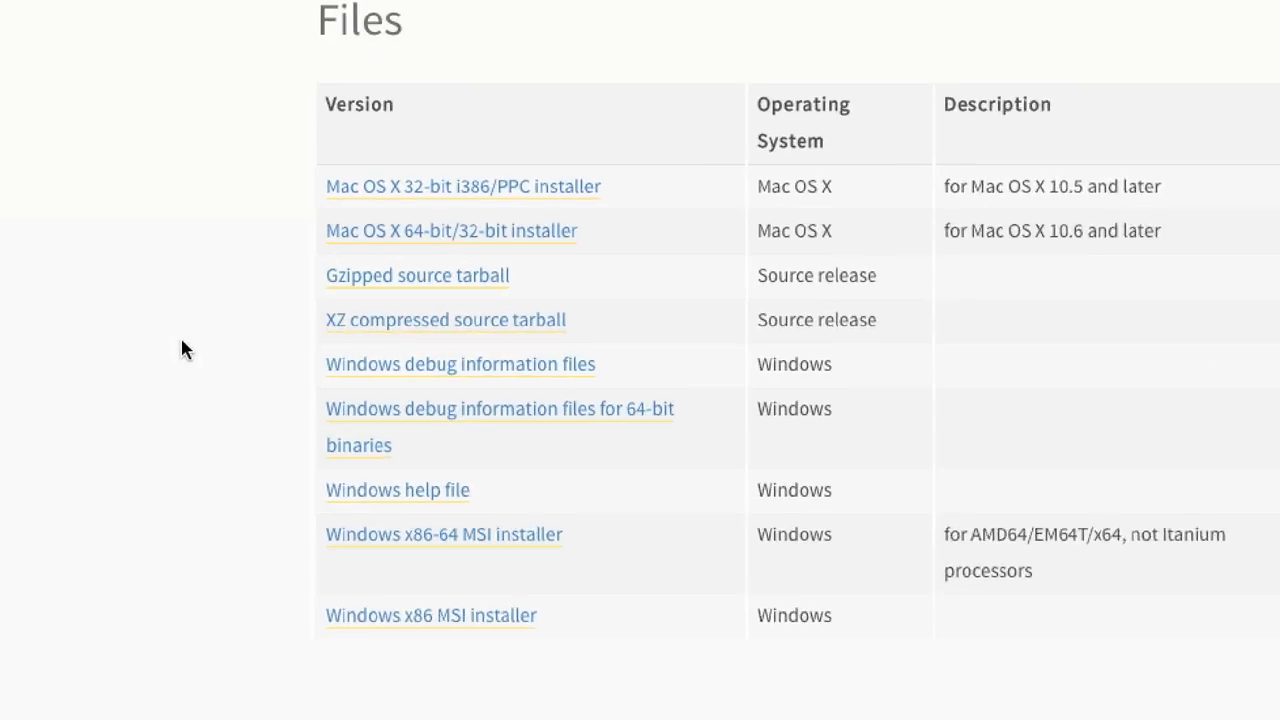 Files
Version Operating Description
System
Mac OS X 32-bit i386/PPC installer Mac OS X for Mac OS X 10.5 and later
Mac OS X 64-bit/32-bit installer Mac OS X for Mac OS X 10.6 and later
Gzipped source tarball Source release
XZ compressed source tarball Source release
Windows debug information files Windows
Windows debug information files for 64-bit Windows
binaries
Windows help file Windows
Windows x86-64 MSI installer Windows for AMD64/EM64T/x64, not Itanium
processors
Windows x86 MSI installer Windows